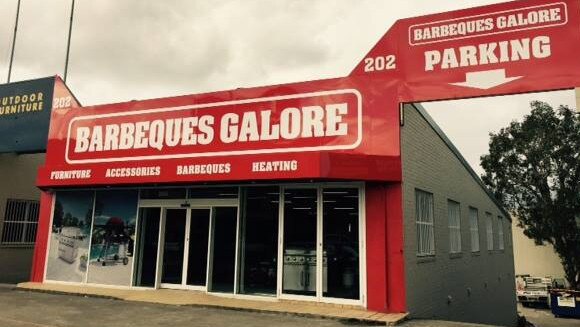 OUTDOOR
FURNITURE
202
BARBEQUES GALORE
FURNITURE ACCESSORIES BARBEQUES HEATING
202
BARBEQUES GALORE
PARKING